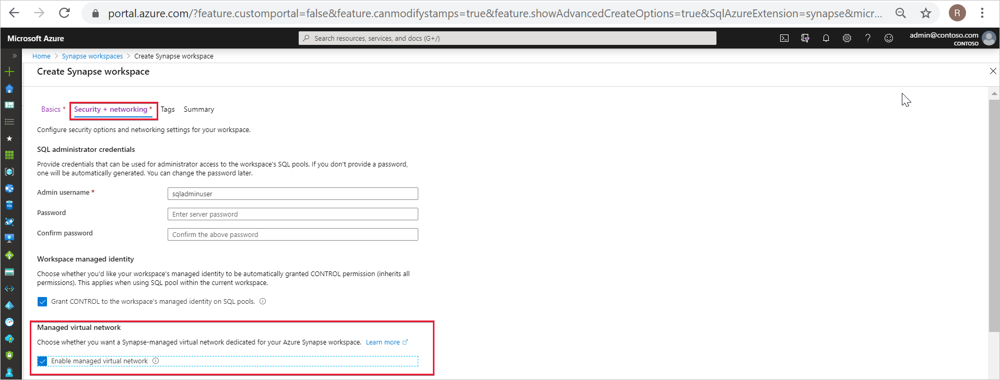 portal.azure.com/?feature.customportal=false&feature.canmodifystamps=true&feature.showAdvancedCreateOptions=true&SqlAzureExtension=synapse&micr...
R
Microsoft Azure
Search resources, services, and docs (G+/)
admin@contoso.com
CONTOSO
Home > Synapse workspaces > Create Synapse workspace
Create Synapse workspace
Basics * Security + networking * Tags Summary
Configure security options and networking settings for your workspace.
SQL administrator credentials
Provide credentials that can be used for administrator access to the workspace's SQL pools. If you don't provide a password,
one will be automatically generated. You can change the password later.
Admin username * sqladminuser
Password Enter server password
Confirm password Confirm the above password
Workspace managed identity
Choose whether you'd like your workspace's managed identity to be automatically granted CONTROL permission (inherits all
permissions). This applies when using SQL pool within the current workspace.
Grant CONTROL to the workspace's managed identity on SQL pools.
Managed virtual network
Choose whether you want a Synapse-managed virtual network dedicated for your Azure Synapse workspace. Learn more
Enable managed virtual network